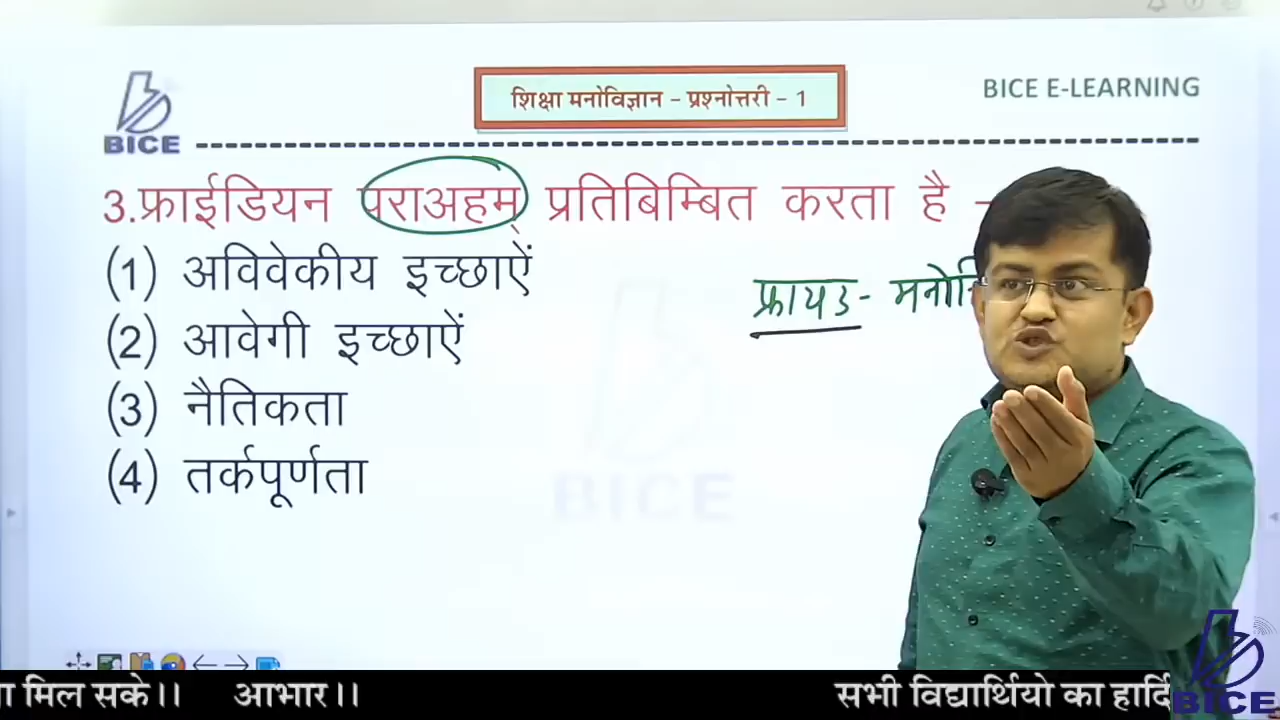 शिक्षा मनोविज्ञान – प्रश्नोत्तरी – 1
BICE E-LEARNING
BICE
3.फ्राईडियन पराअहम् प्रतिबिम्बित करता है –
(1) अविवेकीय इच्छाऐं
(2) आवेगी इच्छाऐं
(3) नैतिकता
(4) तर्कपूर्णता
फ्रायड -
BICE
मिल सके।। आभार।। सभी विद्यार्थियो का
BICE